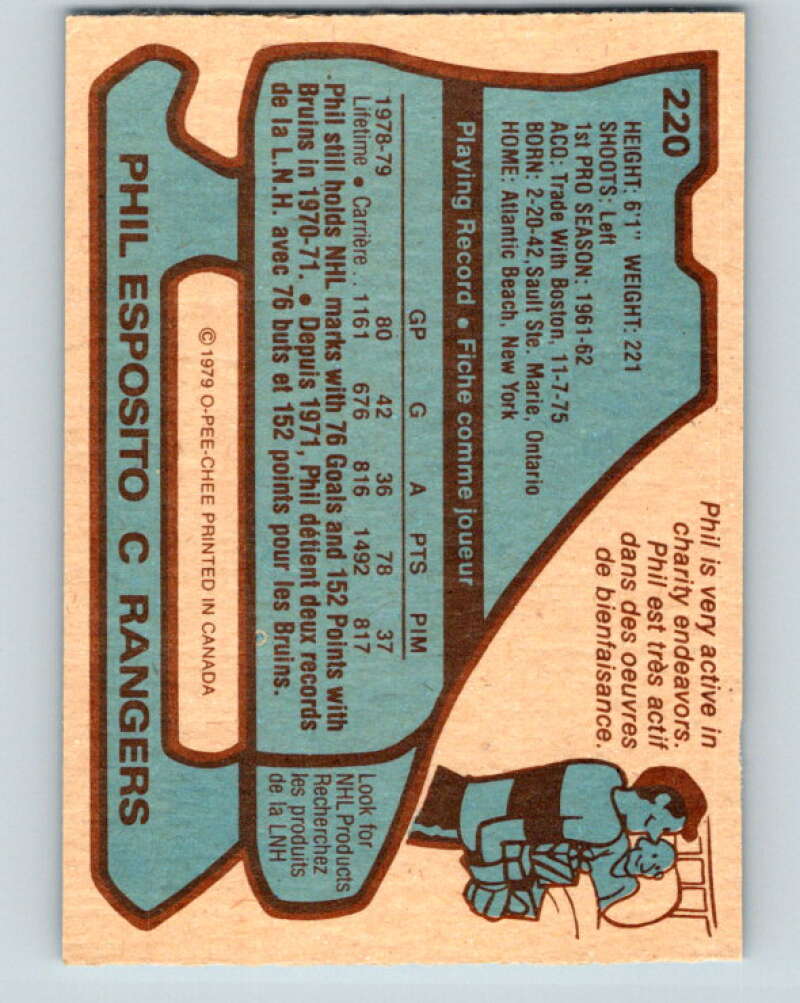 220
HEIGHT: 6'1" WEIGHT: 221
SHOOTS: Left
1st PRO SEASON: 1961-62
ACQ: Trade With Boston, 11-7-75
BORN: 2-20-42, Sault Ste. Marie, Ontario
HOME: Atlantic Beach, New York
Phil is very active in
charity endeavors.
Phil est très actif
dans des oeuvres
de bienfaisance.
Playing Record • Fiche comme joueur
GP G A PTS PIM
1978-79 80 42 36 78 37
Lifetime • Carrière . . 1161 676 816 1492 817
Phil still holds NHL marks with 76 Goals and 152 Points with
Bruins in 1970-71. • Depuis 1971, Phil détient deux records
de la L.N.H. avec 76 buts et 152 points pour les Bruins.
Look for
NHL Products
Recherchez
les produits
de la LNH
© 1979 O-PEE-CHEE PRINTED IN CANADA
PHIL ESPOSITO C RANGERS